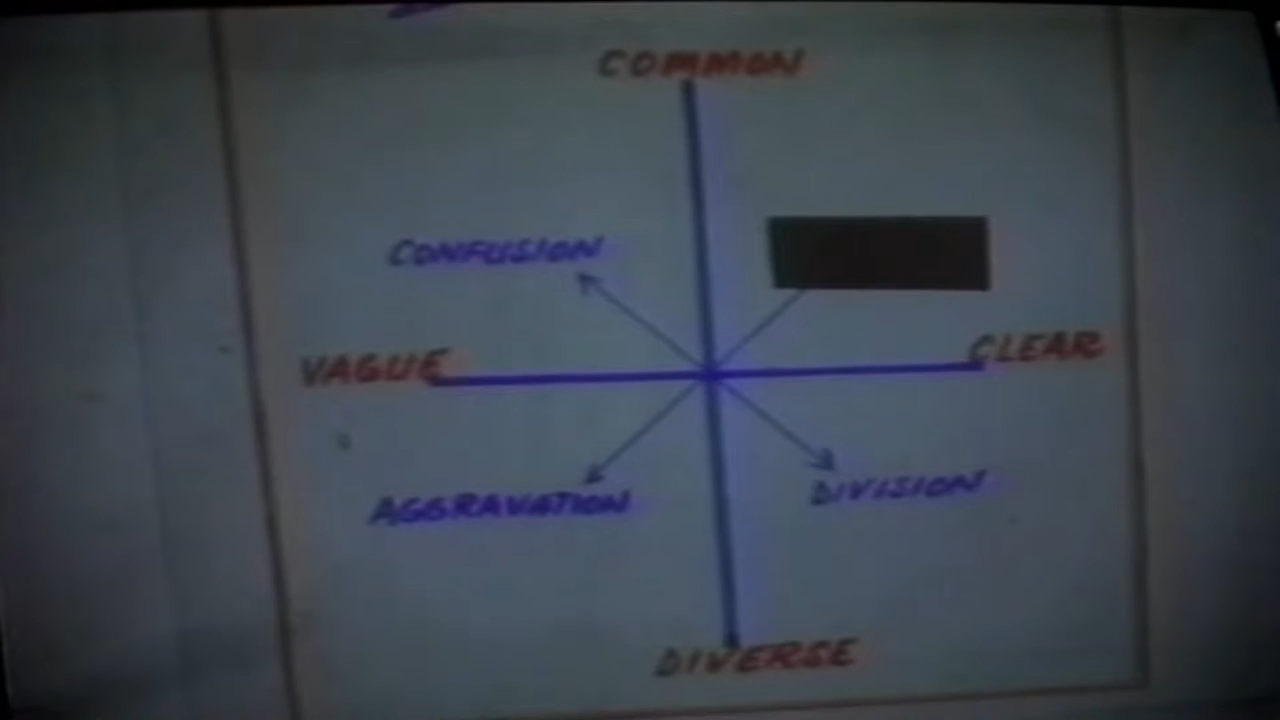 COMMON
CONFUSION
VAGUE
CLEAR
AGGRAVATION
DIVISION
DIVERSE